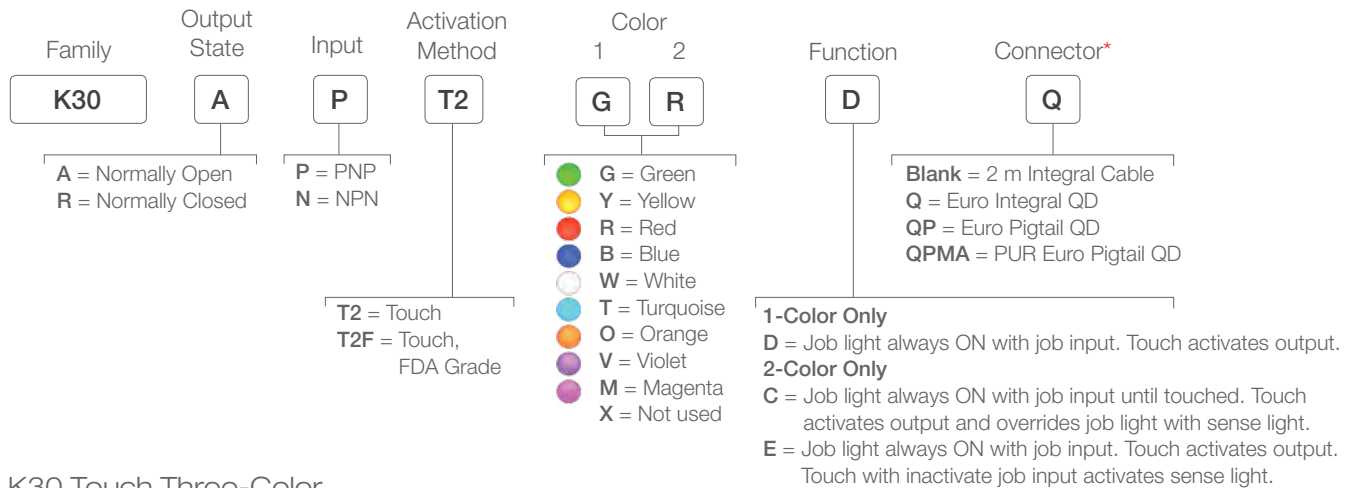 Family
Output
State
Input
Activation
Method
Color
1 2
Function
Connector*
K30 A P T2 G R D Q
A = Normally Open
R = Normally Closed
P = PNP
N = NPN
T2 = Touch
T2F = Touch,
FDA Grade
G = Green
Y = Yellow
R = Red
B = Blue
W = White
T = Turquoise
O = Orange
V = Violet
M = Magenta
X = Not used
Blank = 2 m Integral Cable
Q = Euro Integral QD
QP = Euro Pigtail QD
QPMA = PUR Euro Pigtail QD
1-Color Only
D = Job light always ON with job input. Touch activates output.
2-Color Only
C = Job light always ON with job input until touched. Touch
activates output and overrides job light with sense light.
E = Job light always ON with job input. Touch activates output.
Touch with inactivate job input activates sense light.
K30 Touch Three-Color